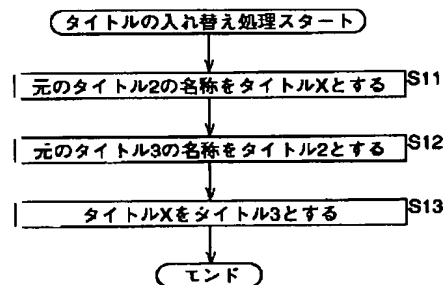 タイトルの入れ替え処理スタート
元のタイトル2の名称をタイトルXとする
S11
元のタイトル3の名称をタイトル2とする
S12
タイトルXをタイトル3とする
S13
エンド